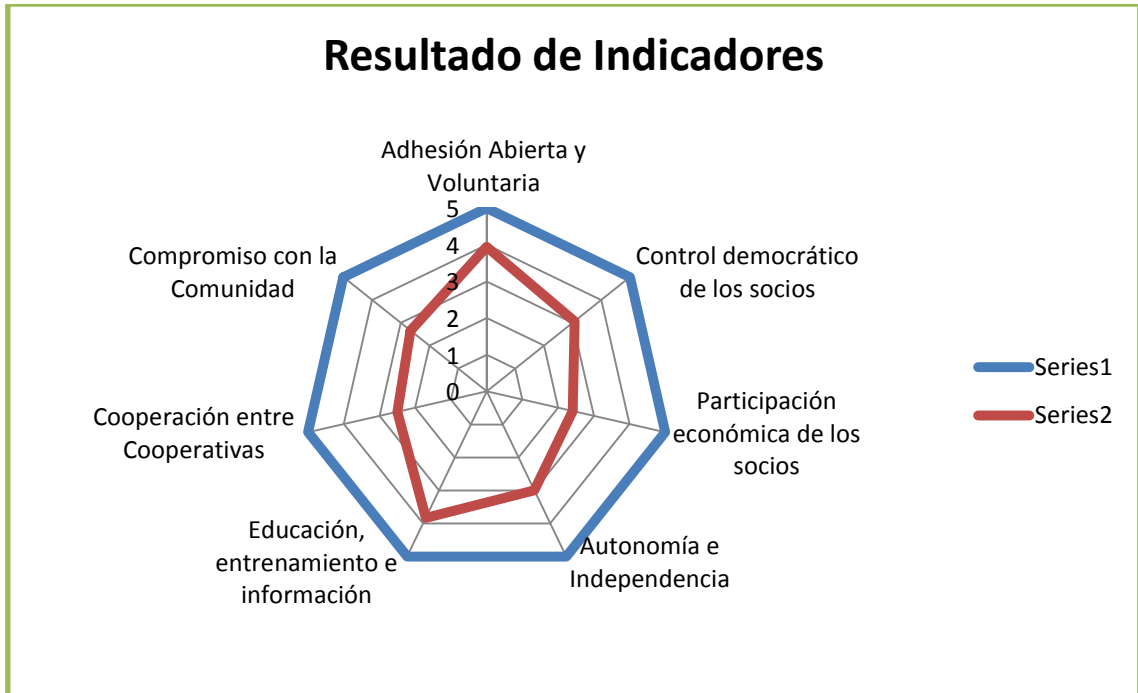 Resultado de Indicadores
Adhesión Abierta y
Voluntaria
Control democrático
de los socios
Participación
económica de los
socios
Autonomía e
Independencia
Educación,
entrenamiento e
información
Cooperación entre
Cooperativas
Compromiso con la
Comunidad
5
4
3
2
1
0
Series1
Series2